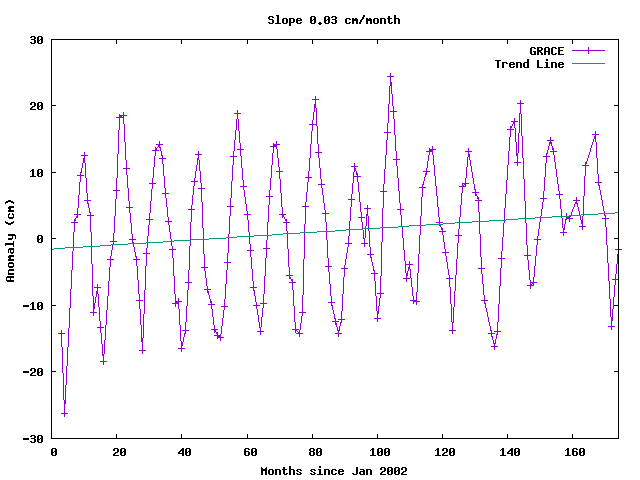 Slope 0.03 cm/month
GRACE
Trend Line
30
20
10
0
-10
-20
-30
Anomaly (cm)
0 20 40 60 80 100 120 140 160
Months since Jan 2002